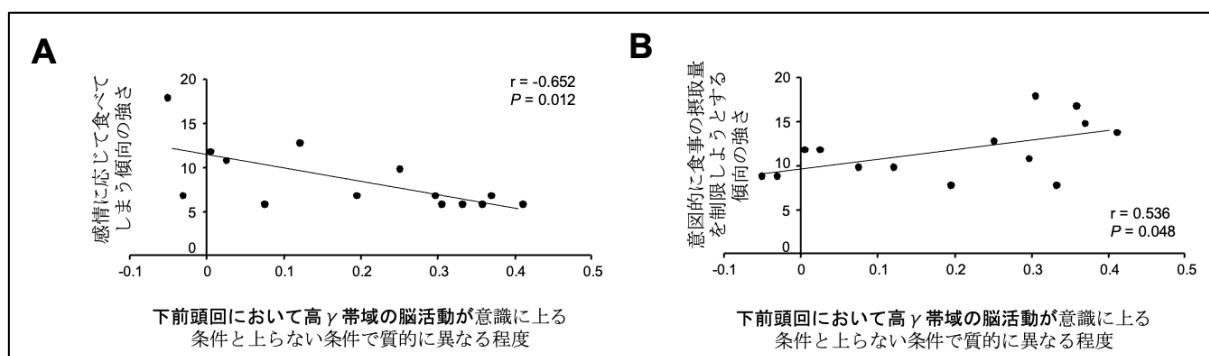 A
感情に応じて食べて
しまう傾向の強さ
20
15
10
5
0
-0.1
0
0.1
0.2
0.3
0.4
0.5
r = -0.652
P = 0.012
下前頭回において高γ帯域の脳活動が意識に上る
条件と上らない条件で質的に異なる程度
B
意図的に食事の摂取量
を制限しようとする
傾向の強さ
20
15
10
5
0
-0.1
0
0.1
0.2
0.3
0.4
0.5
r = 0.536
P = 0.048
下前頭回において高γ帯域の脳活動が意識に上る
条件と上らない条件で質的に異なる程度